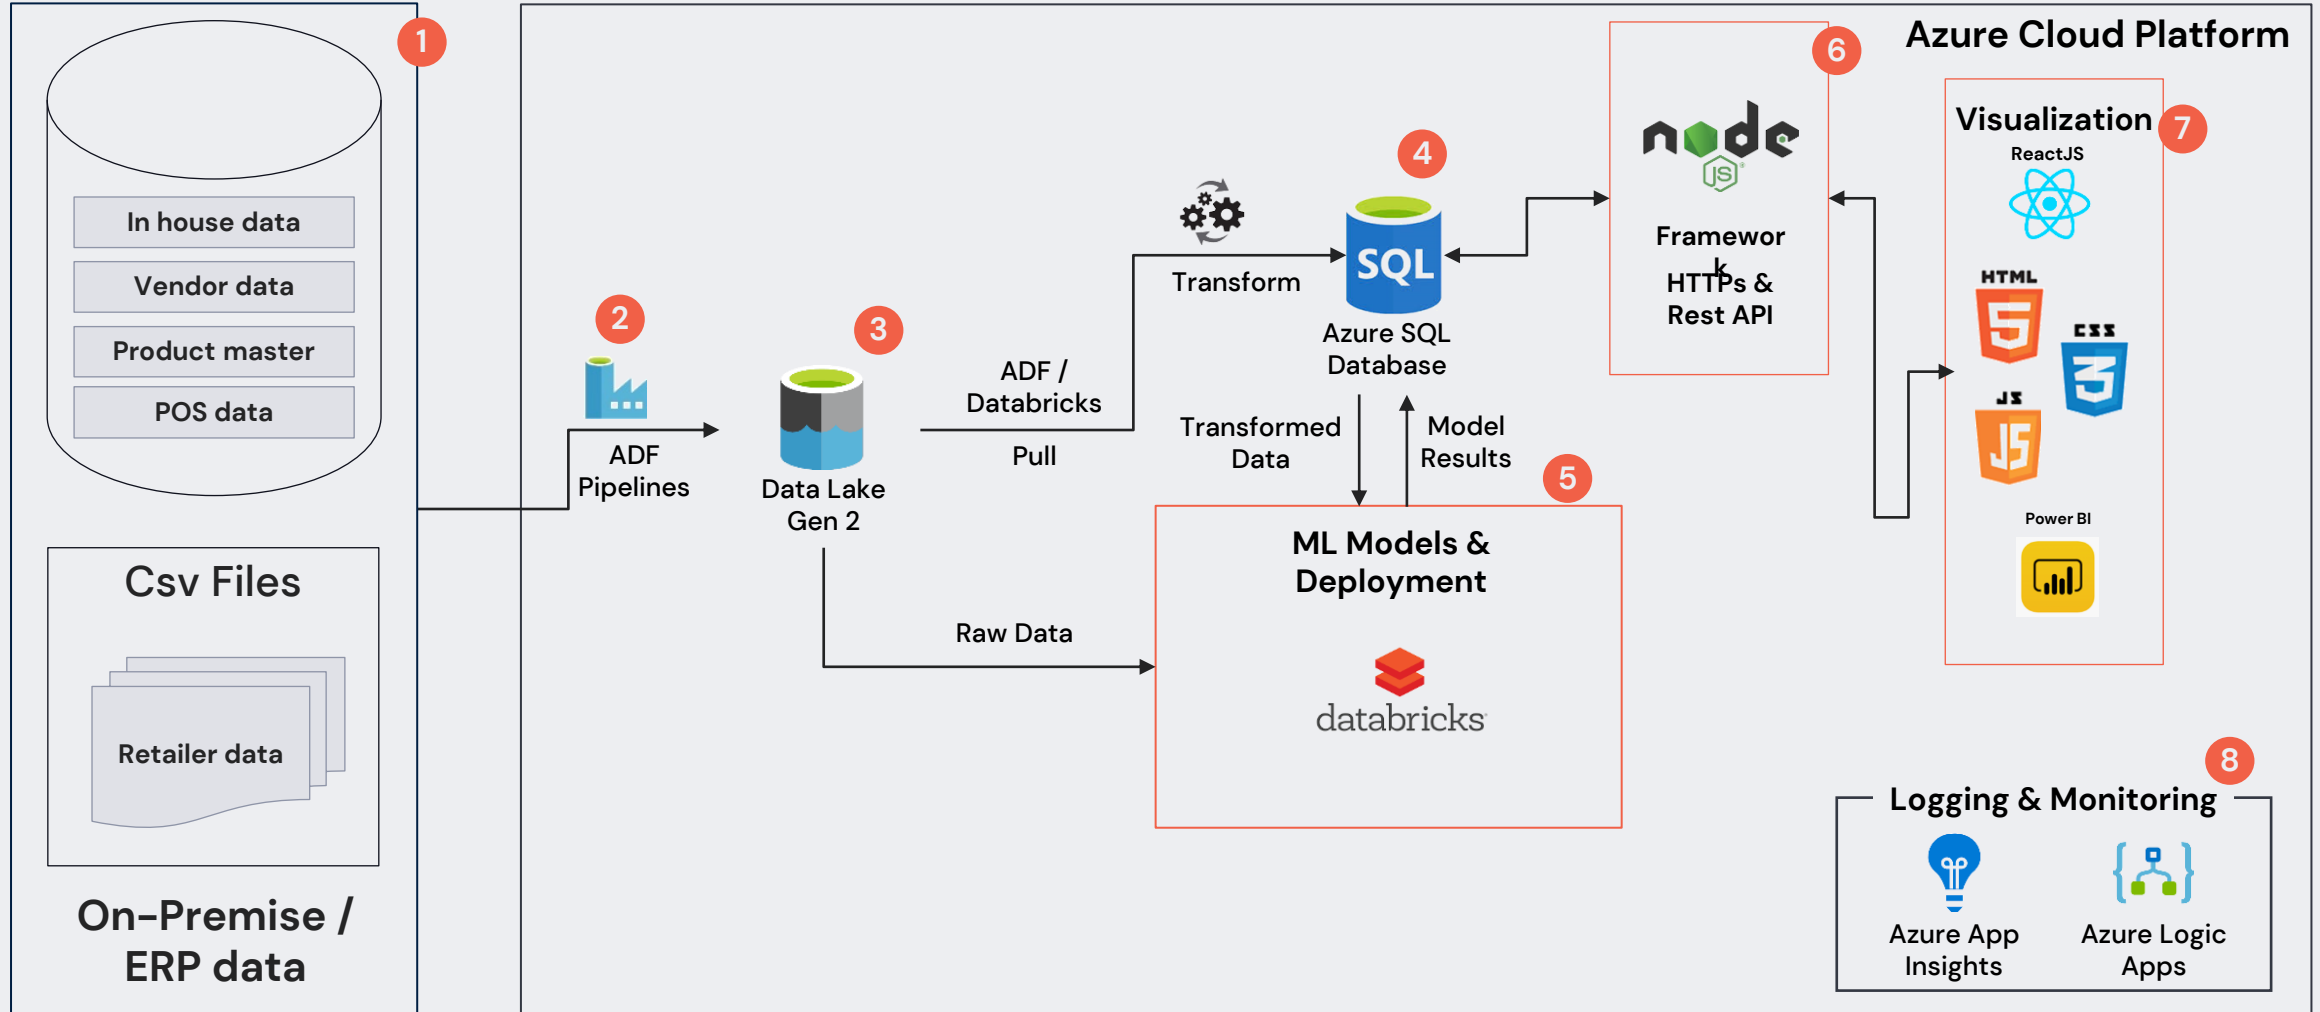 1
In house data
Vendor data
Product master
POS data
Csv Files
Retailer data
On-Premise /
ERP data
Azure Cloud Platform
2
ADF
Pipelines
3
Data Lake
Gen 2
ADF /
Databricks
Pull
Transform
4
SQL
Azure SQL
Database
Transformed
Data
Model
Results
Raw Data
5
ML Models &
Deployment
databricks
6
node
JS
Framewor
k
HTTPs &
Rest API
7
Visualization
ReactJS
HTML
5
CSS
3
JS
JS
Power BI
8
Logging & Monitoring
Azure App
Insights
Azure Logic
Apps